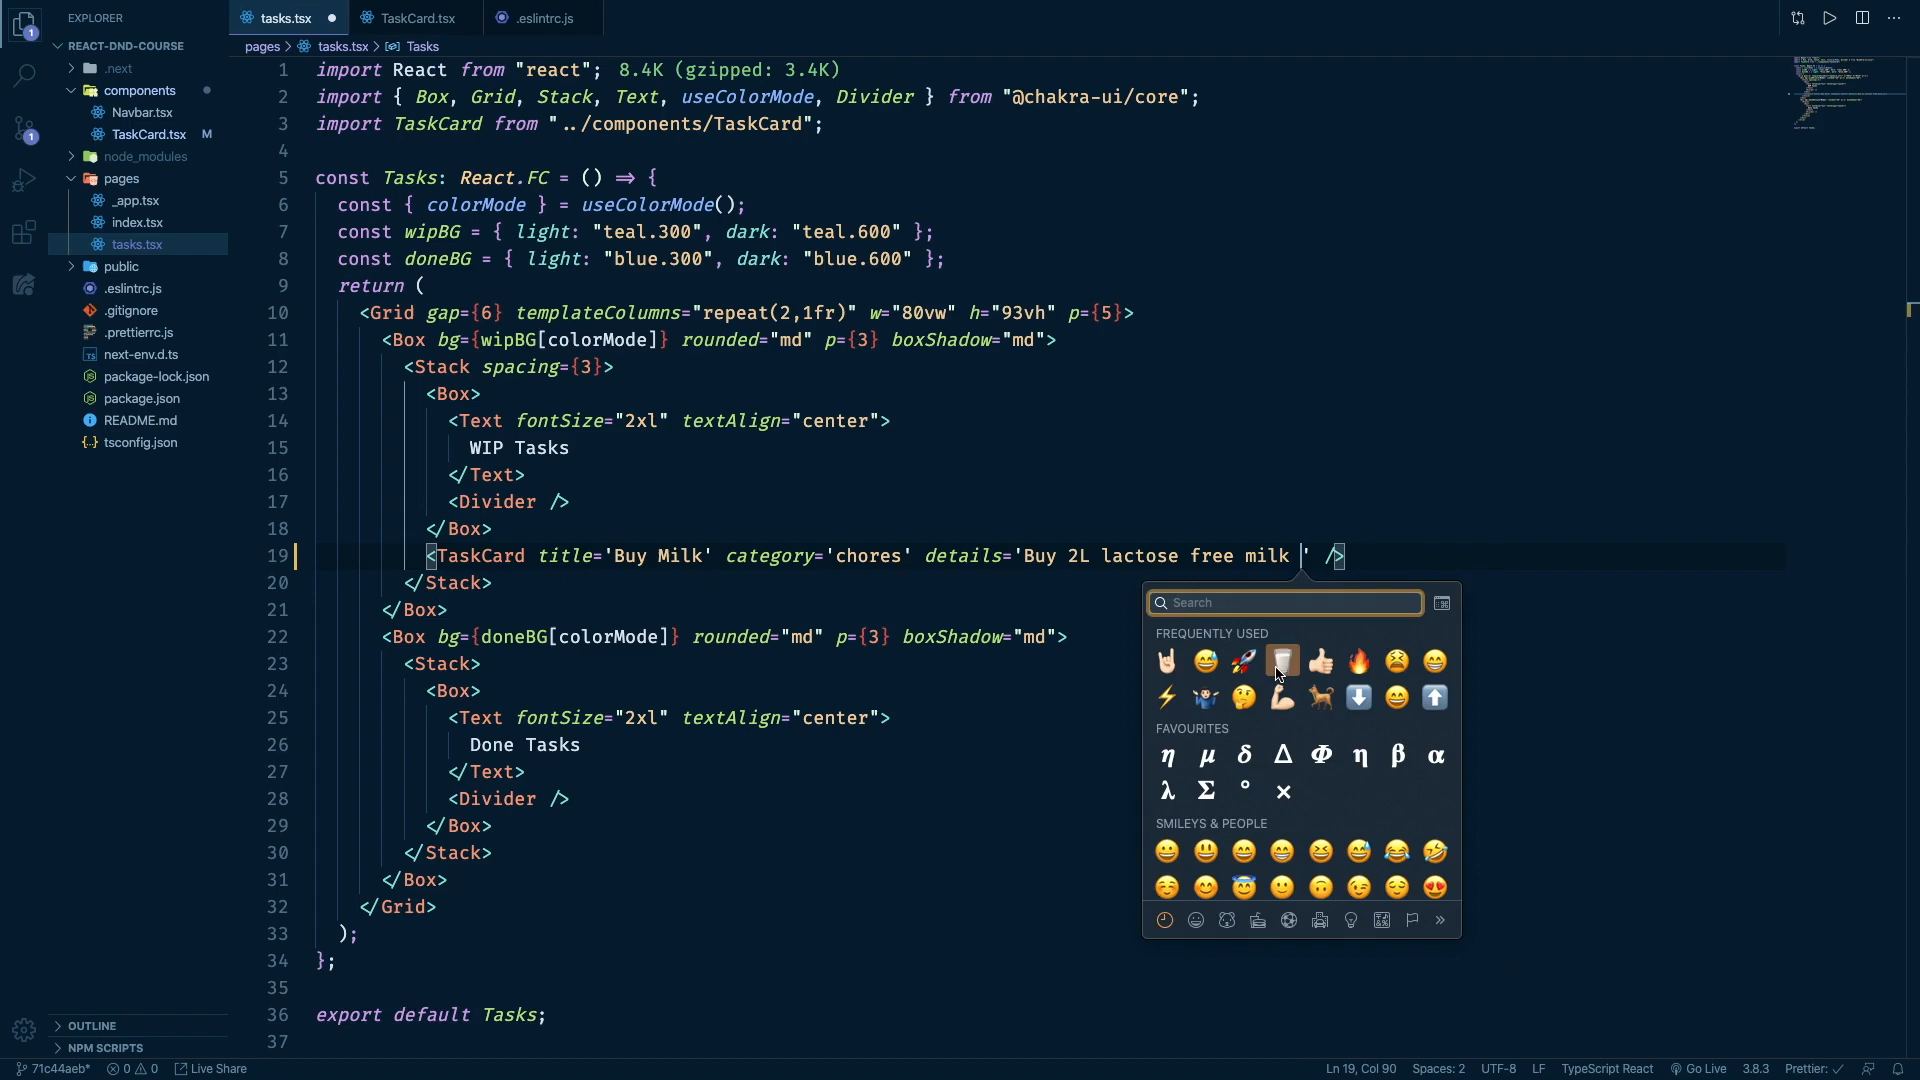 EXPLORER
REACT-DND-COURSE
.next
components
Navbar.tsx
TaskCard.tsx M
node_modules
pages
_app.tsx
index.tsx
tasks.tsx
public
.eslintrc.js
.gitignore
.prettierrc.js
next-env.d.ts
package-lock.json
package.json
README.md
tsconfig.json
OUTLINE
NPM SCRIPTS
tasks.tsx
TaskCard.tsx
.eslintrc.js
pages > tasks.tsx > Tasks
1 import React from "react"; 8.4K (gzipped: 3.4K)
2 import { Box, Grid, Stack, Text, useColorMode, Divider } from "@chakra-ui/core";
3 import TaskCard from "../components/TaskCard";
4
5 const Tasks: React.FC = () => {
6 const { colorMode } = useColorMode();
7 const wipBG = { light: "teal.300", dark: "teal.600" };
8 const doneBG = { light: "blue.300", dark: "blue.600" };
9 return (
10 <Grid gap={6} templateColumns="repeat(2,1fr)" w="80vw" h="93vh" p={5}>
11 <Box bg={wipBG[colorMode]} rounded="md" p={3} boxShadow="md">
12 <Stack spacing={3}>
13 <Box>
14 <Text fontSize="2xl" textAlign="center">
15 WIP Tasks
16 </Text>
17 <Divider />
18 </Box>
19 <TaskCard title='Buy Milk' category='chores' details='Buy 2L lactose free milk ' />
20 </Stack>
21 </Box>
22 <Box bg={doneBG[colorMode]} rounded="md" p={3} boxShadow="md">
23 <Stack>
24 <Box>
25 <Text fontSize="2xl" textAlign="center">
26 Done Tasks
27 </Text>
28 <Divider />
29 </Box>
30 </Stack>
31 </Box>
32 </Grid>
33 );
34 };
35
36 export default Tasks;
37
Search
FREQUENTLY USED
FAVOURITES
η μ δ Δ Φ η β α
λ Σ ° ×
SMILEYS & PEOPLE
71c44aeb* 0 0 Live Share
Ln 19, Col 90 Spaces: 2 UTF-8 LF TypeScript React Go Live 3.8.3 Prettier: ✓